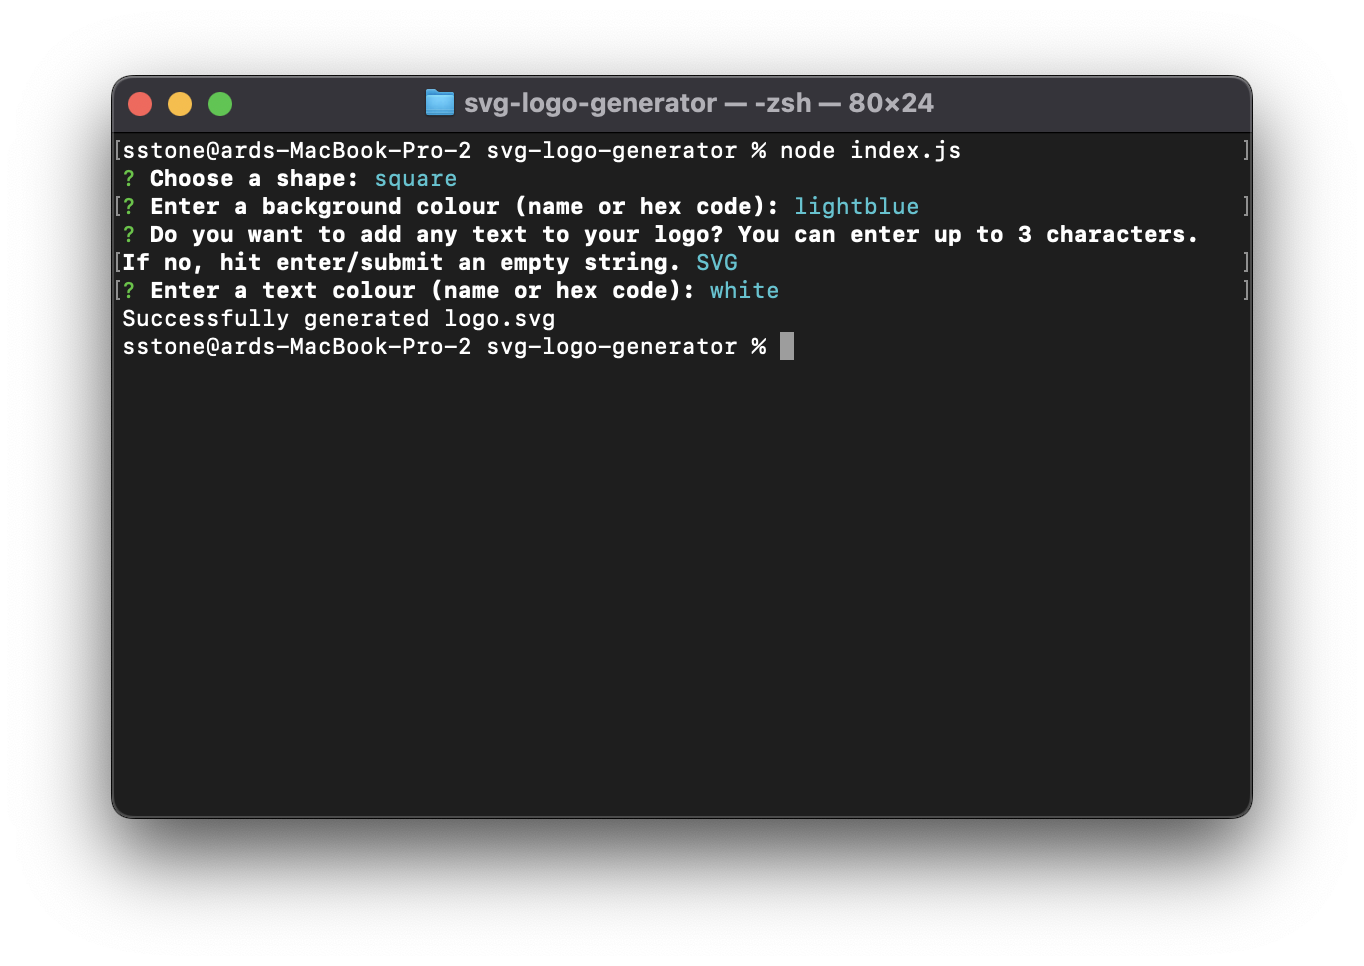 svg-logo-generator — -zsh — 80×24
[sstone@ards-MacBook-Pro-2 svg-logo-generator % node index.js ]
? Choose a shape: square
[? Enter a background colour (name or hex code): lightblue ]
? Do you want to add any text to your logo? You can enter up to 3 characters.
[If no, hit enter/submit an empty string. SVG ]
[? Enter a text colour (name or hex code): white ]
Successfully generated logo.svg
sstone@ards-MacBook-Pro-2 svg-logo-generator %